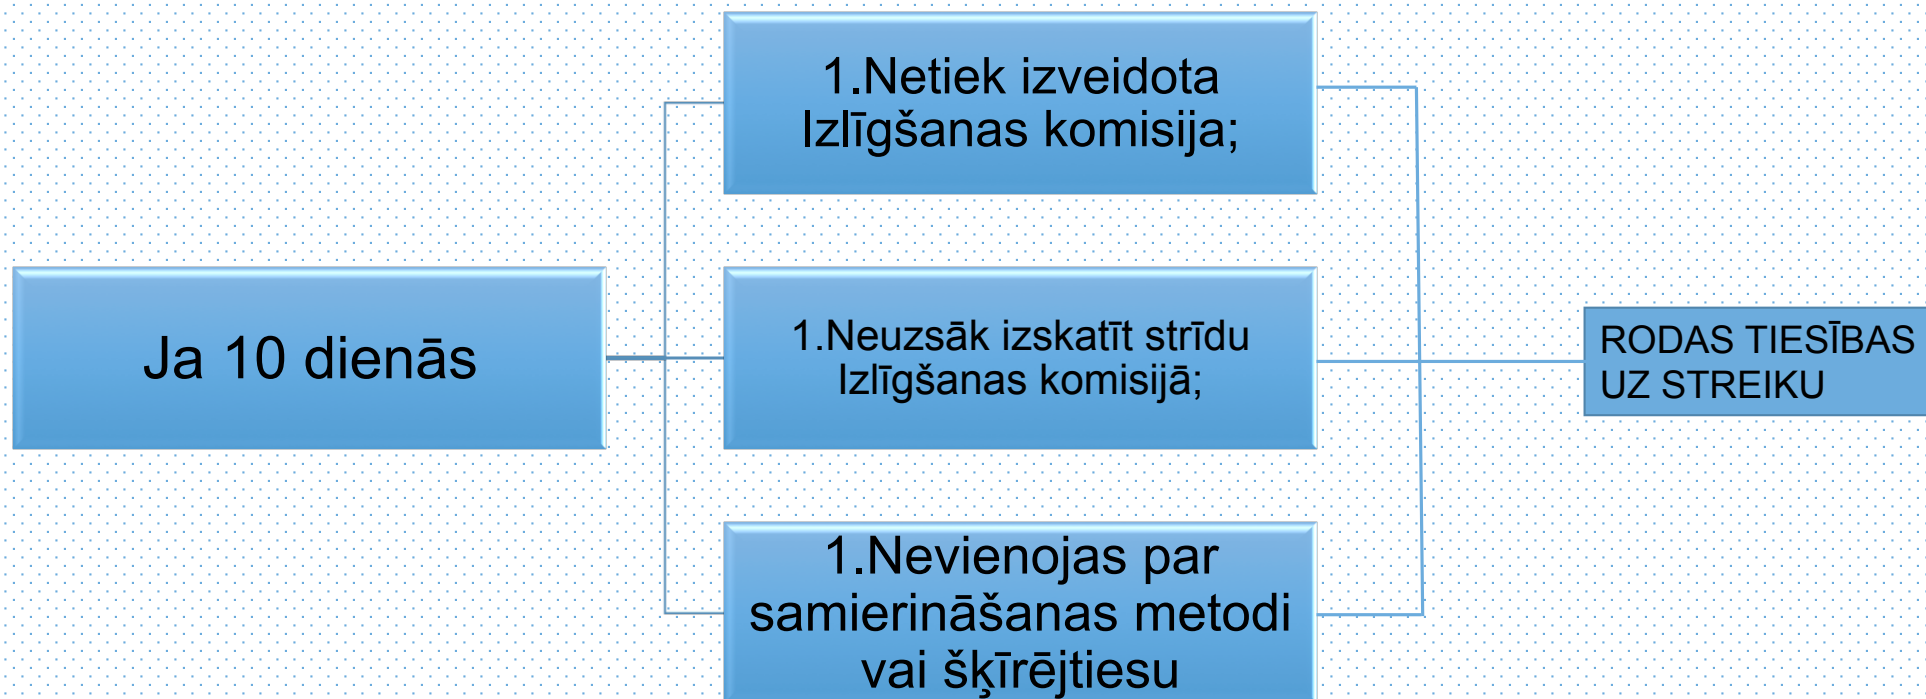 Ja 10 dienās
1.Netiek izveidota
Izlīgšanas komisija;
1.Neuzsāk izskatīt strīdu
Izlīgšanas komisijā;
1.Nevienojas par
samierināšanas metodi
vai šķīrējtiesu
RODAS TIESĪBAS
UZ STREIKU